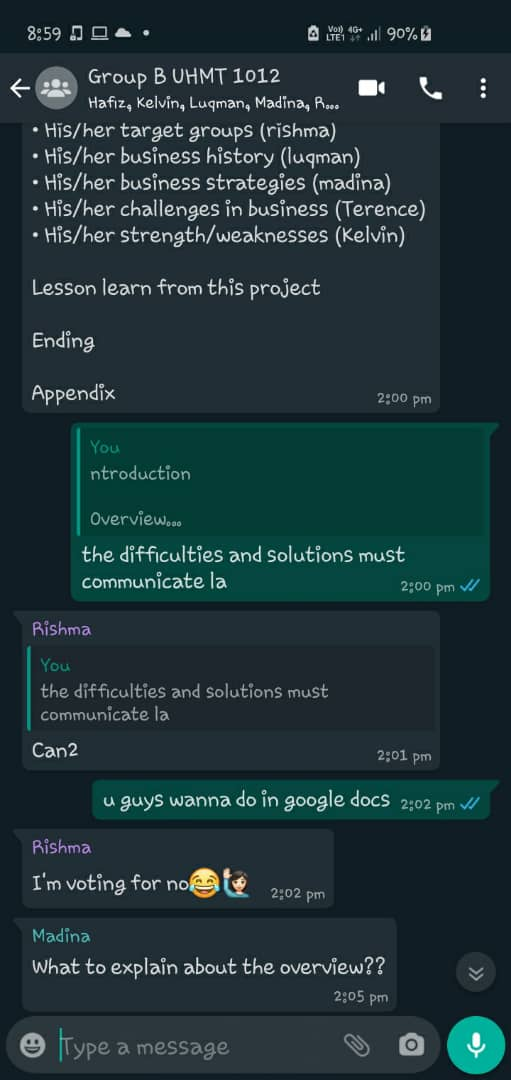 8:59
Vo) 4G+
LTE1
90%
Group B UHMT 1012
Hafiz, Kelvin, Luqman, Madina, R...
• His/her target groups (rishma)
• His/her business history (luqman)
• His/her business strategies (madina)
• His/her challenges in business (Terence)
• His/her strength/weaknesses (Kelvin)
Lesson learn from this project
Ending
Appendix
2:00 pm
You
ntroduction
Overview...
the difficulties and solutions must
communicate la
2:00 pm
Rishma
You
the difficulties and solutions must
communicate la
Can2
2:01 pm
u guys wanna do in google docs
2:02 pm
Rishma
I'm voting for no😂🙋🏻‍♀️
2:02 pm
Madina
What to explain about the overview??
2:05 pm
Type a message